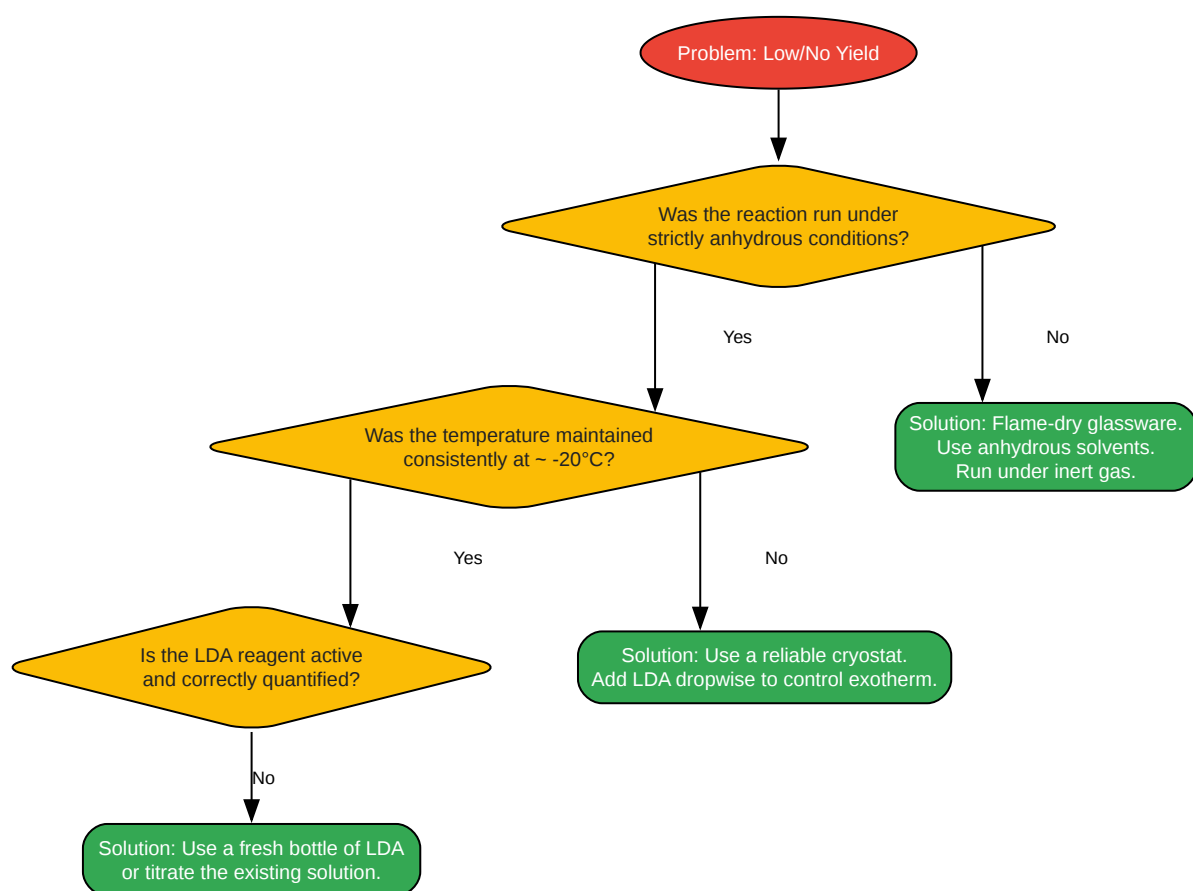 Problem: Low/No Yield
Was the reaction run under
strictly anhydrous conditions?
Yes
No
Was the temperature maintained
consistently at ~ -20°C?
Solution: Flame-dry glassware.
Use anhydrous solvents.
Run under inert gas.
Yes
No
Is the LDA reagent active
and correctly quantified?
Solution: Use a reliable cryostat.
Add LDA dropwise to control exotherm.
No
Solution: Use a fresh bottle of LDA
or titrate the existing solution.